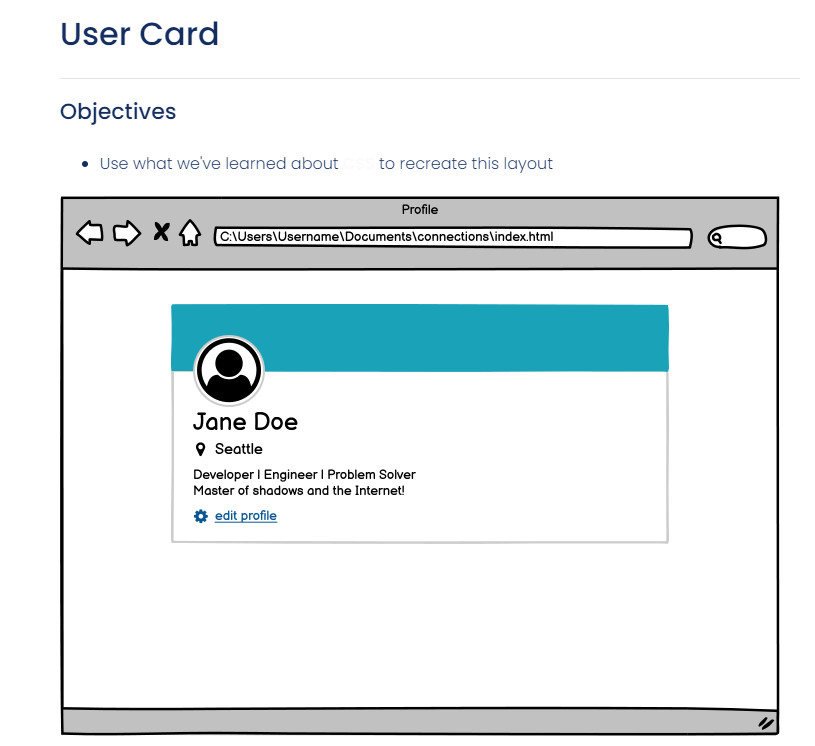 User Card
Objectives
Use what we've learned about CSS to recreate this layout
Profile
C:\Users\Username\Documents\connections\index.html
Jane Doe
Seattle
Developer | Engineer | Problem Solver
Master of shadows and the Internet!
edit profile